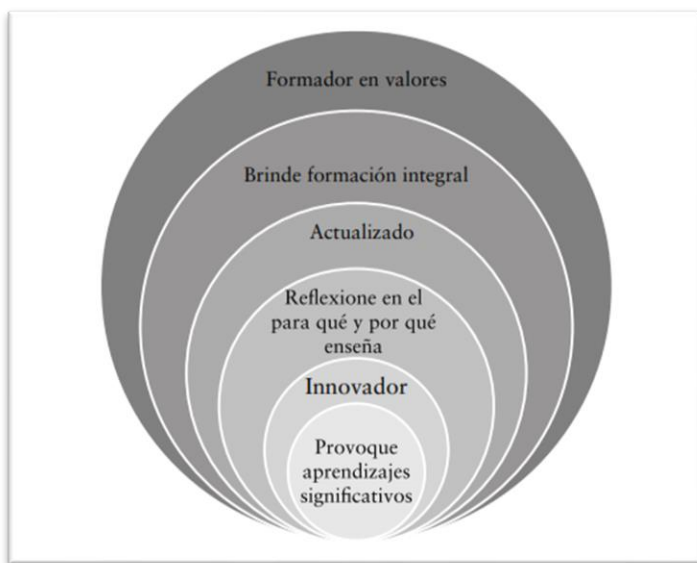 Formador en valores
Brinde formación integral
Actualizado
Reflexione en el
para qué y por qué
enseña
Innovador
Provoque
aprendizajes
significativos